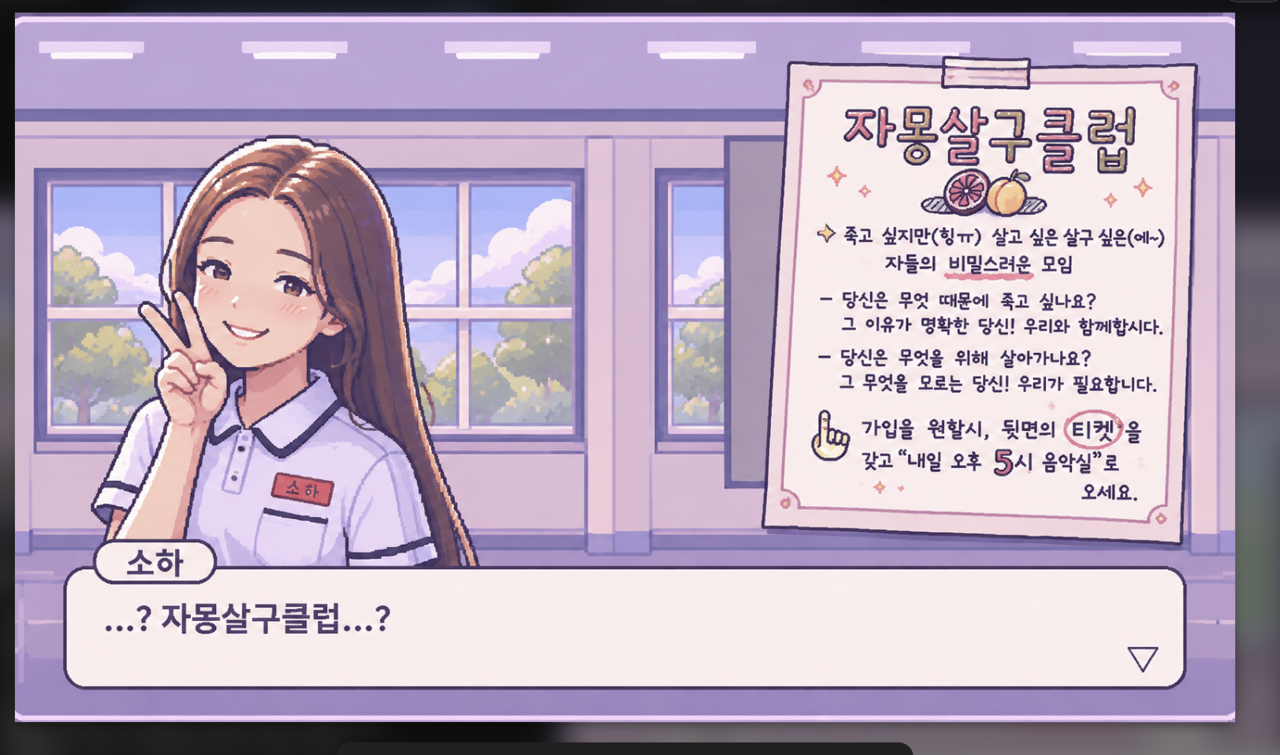 자몽살구클럽
죽고 싶지만(힝ㅠ) 살고 싶은 살구 싶은(에~)
자들의 비밀스러운 모임
– 당신은 무엇 때문에 죽고 싶나요?
그 이유가 명확한 당신! 우리와 함께합시다.
– 당신은 무엇을 위해 살아가나요?
그 무엇을 모르는 당신! 우리가 필요합니다.
가입을 원할시, 뒷면의 티켓을
갖고 “내일 오후 5시 음악실”로
오세요.
소하
소하
...? 자몽살구클럽...?